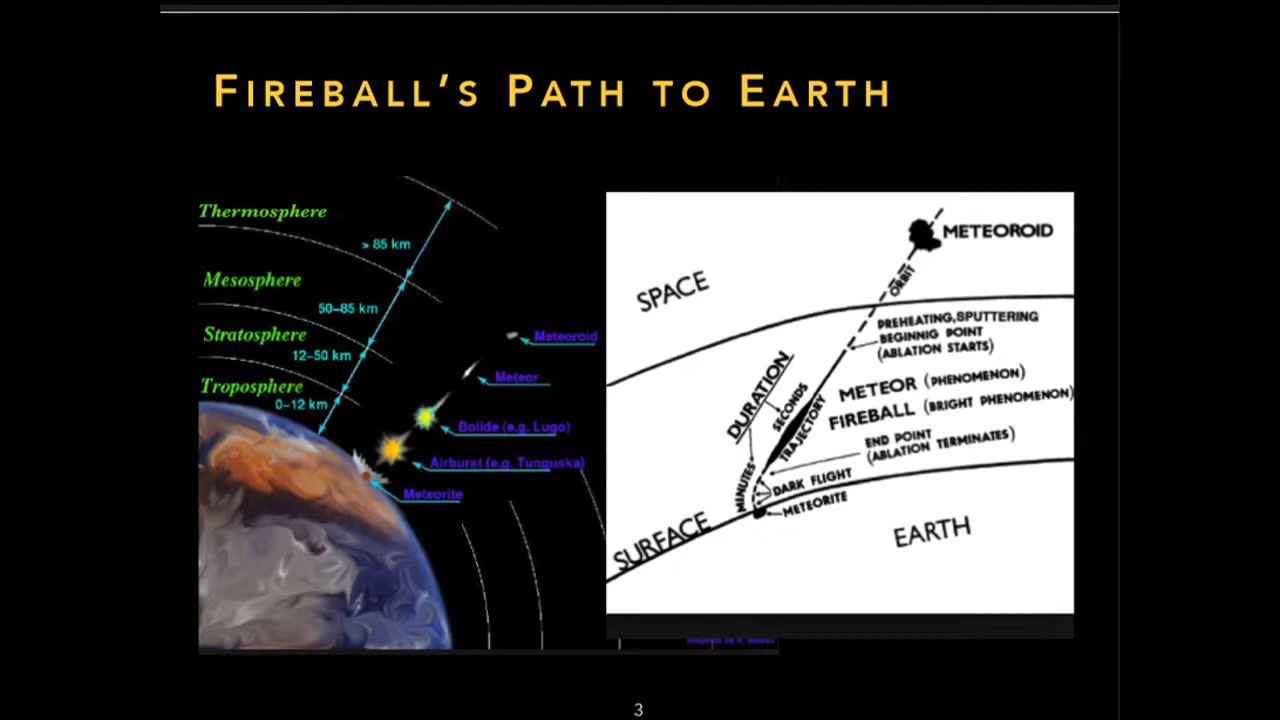 FIREBALL'S PATH TO EARTH
Thermosphere
> 85 km
Mesosphere
50–85 km
Stratosphere
12–50 km
Troposphere
0–12 km
Meteoroid
Meteor
Bolide (e.g. Lugo)
Airburst (e.g. Tunguska)
Meteorite
METEOROID
ORBIT
SPACE
PREHEATING, SPUTTERING
BEGINNIG POINT
(ABLATION STARTS)
DURATION
SECONDS
TRAJECTORY
METEOR (PHENOMENON)
FIREBALL (BRIGHT PHENOMENON)
END POINT
(ABLATION TERMINATES)
MINUTES
DARK FLIGHT
METEORITE
SURFACE
EARTH
3